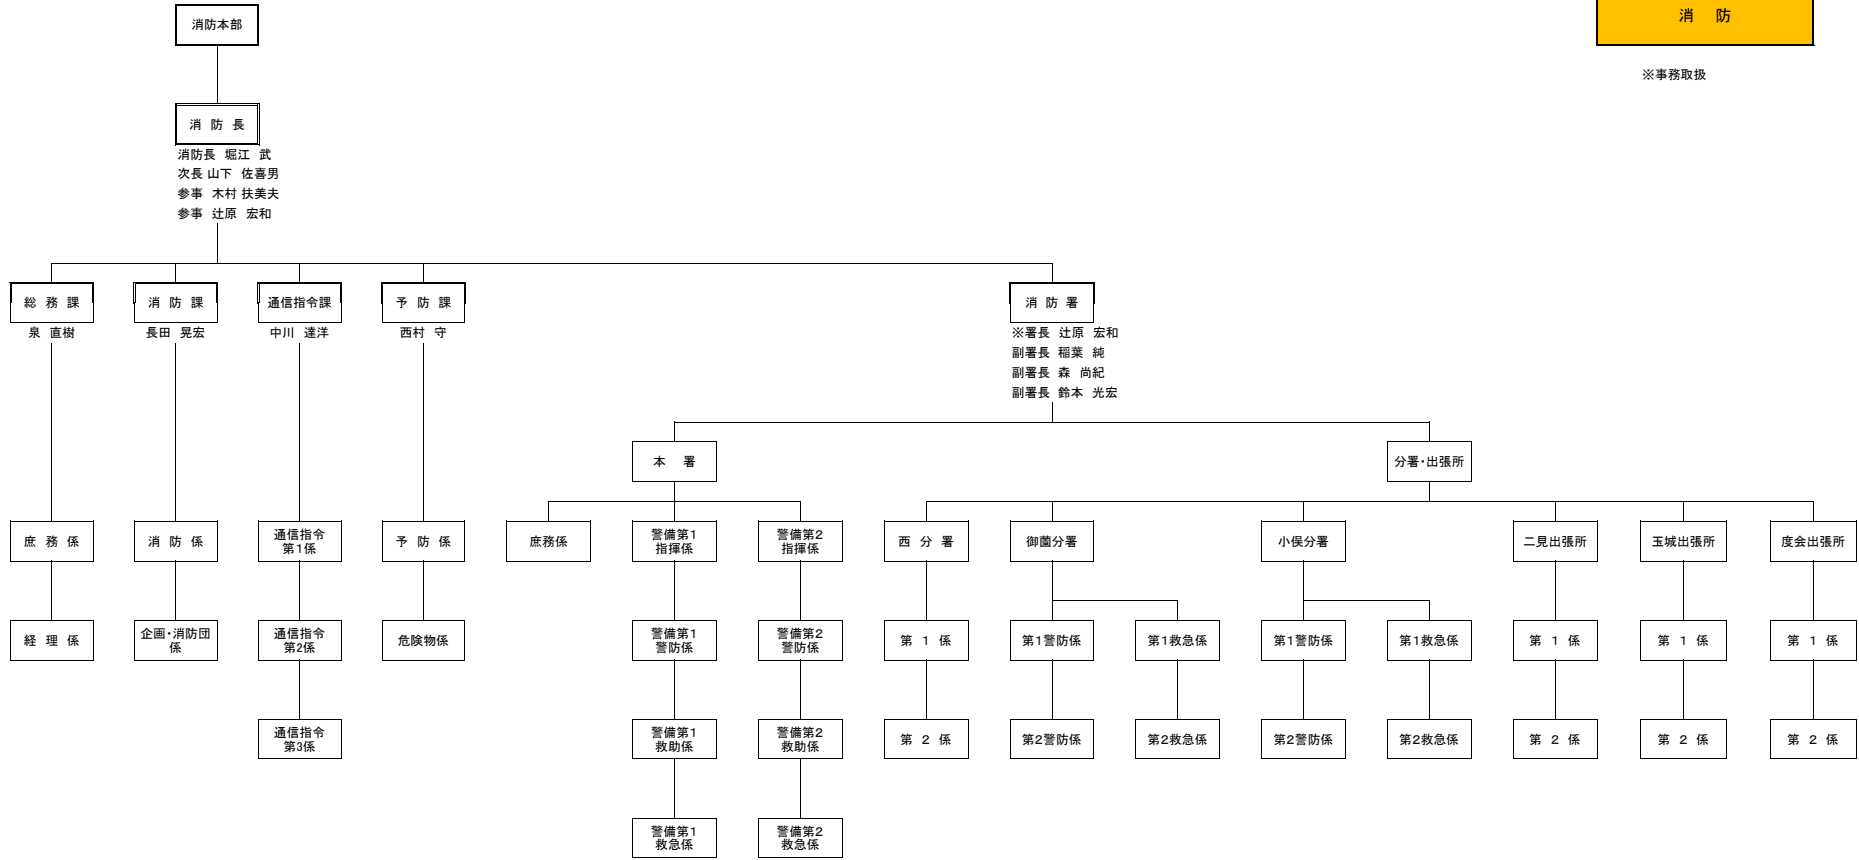 消防本部
消 防
※事務取扱
消 防 長
消防長 堀江 武
次長 山下 佐喜男
参事 木村 扶美夫
参事 辻原 宏和
総 務 課
消 防 課
通信指令課
予 防 課
消 防 署
泉 直樹
長田 晃宏
中川 達洋
西村 守
※署長 辻原 宏和
副署長 稲葉 純
副署長 森 尚紀
副署長 鈴本 光宏
本 署
分署・出張所
庶 務 係
消 防 係
通信指令
第1係
予 防 係
庶務係
警備第1
指揮係
警備第2
指揮係
西 分 署
御薗分署
小俣分署
二見出張所
玉城出張所
度会出張所
経 理 係
企画・消防団
係
通信指令
第2係
危険物係
警備第1
警防係
警備第2
警防係
第 1 係
第1警防係
第1救急係
第1警防係
第1救急係
第 1 係
第 1 係
第 1 係
通信指令
第3係
警備第1
救助係
警備第2
救助係
第 2 係
第2警防係
第2救急係
第2警防係
第2救急係
第 2 係
第 2 係
第 2 係
警備第1
救急係
警備第2
救急係